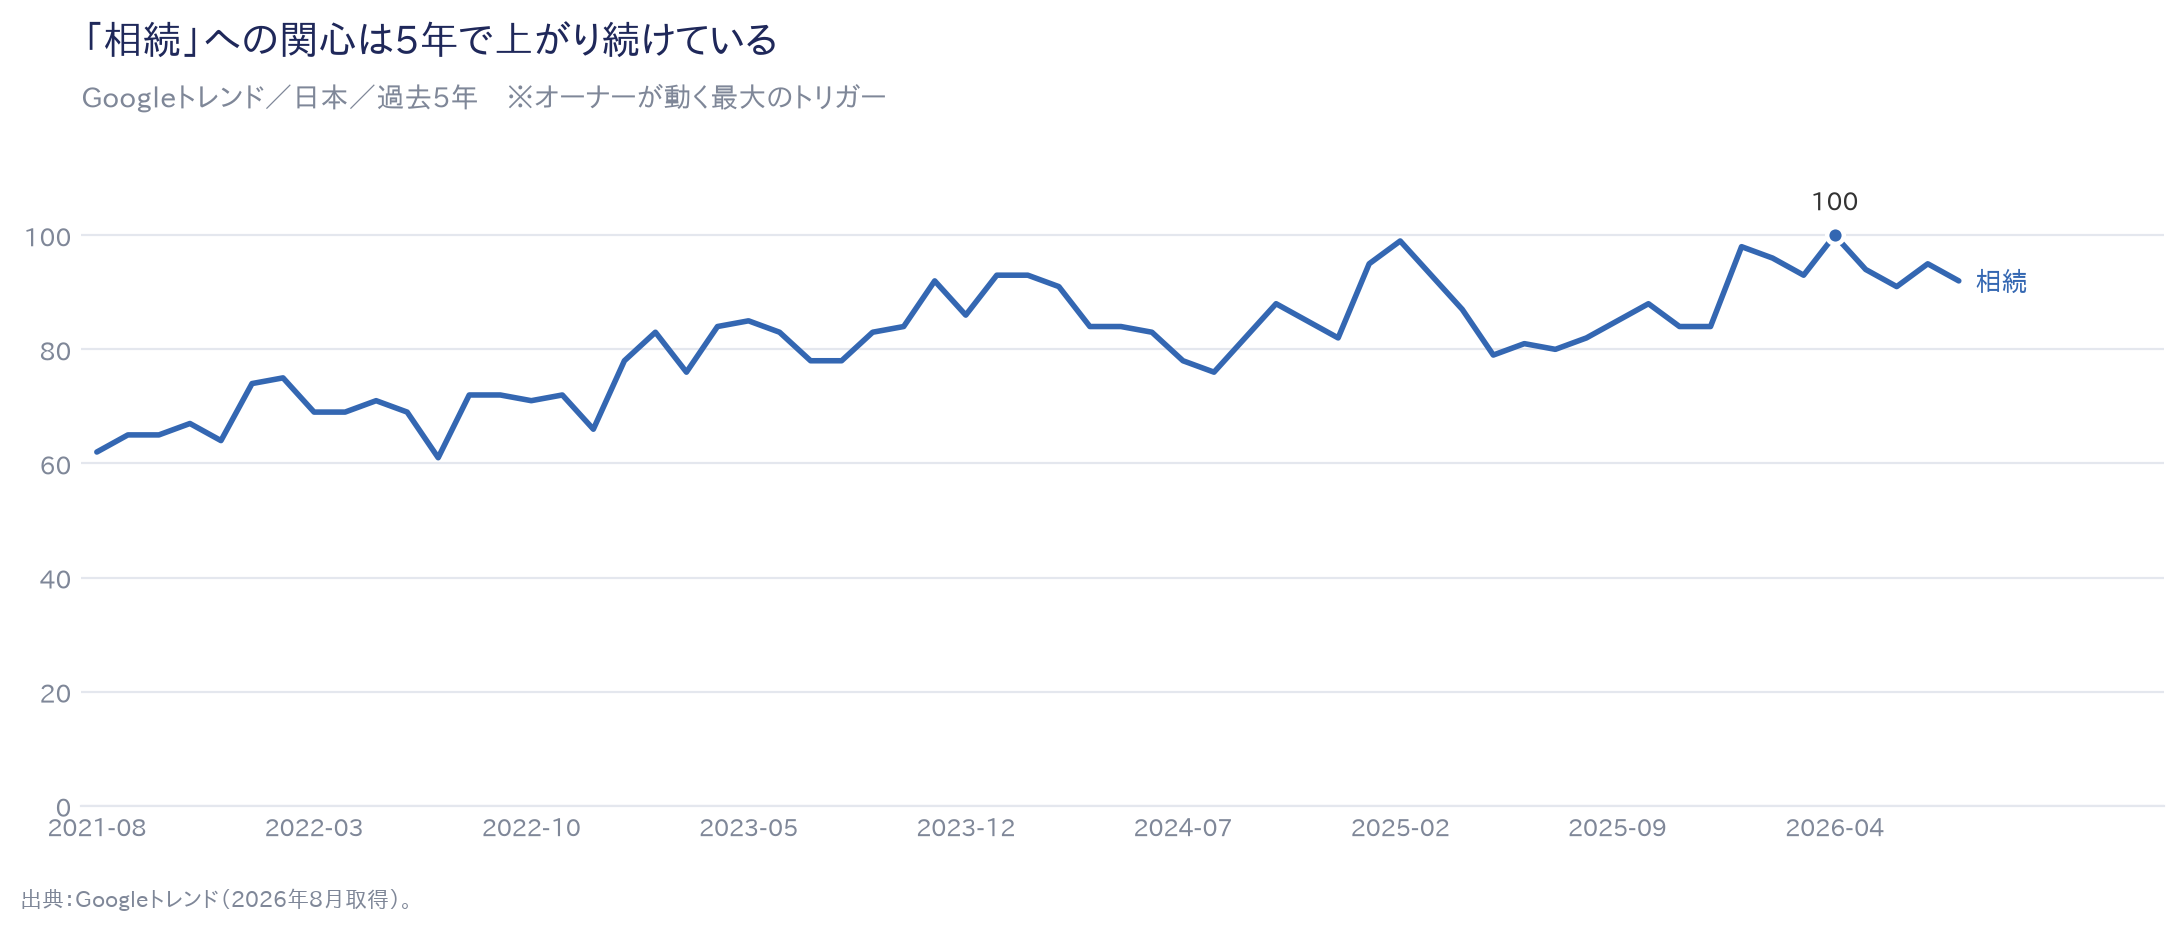 「相続」への関心は5年で上がり続けている
Googleトレンド／日本／過去5年　※オーナーが動く最大のトリガー
100
100
80
60
40
20
0
相続
2021-08 2022-03 2022-10 2023-05 2023-12 2024-07 2025-02 2025-09 2026-04
出典：Googleトレンド（2026年8月取得）。